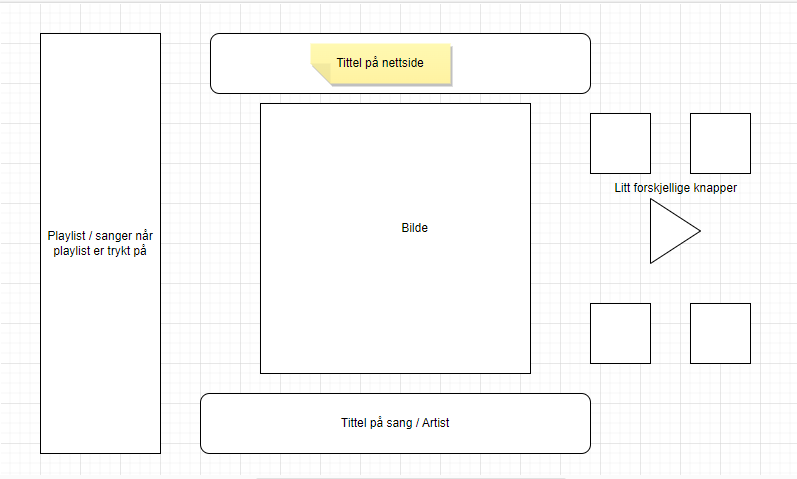 Tittel på nettside
Litt forskjellige knapper
Bilde
Playlist / sanger når
playlist er trykt på
Tittel på sang / Artist